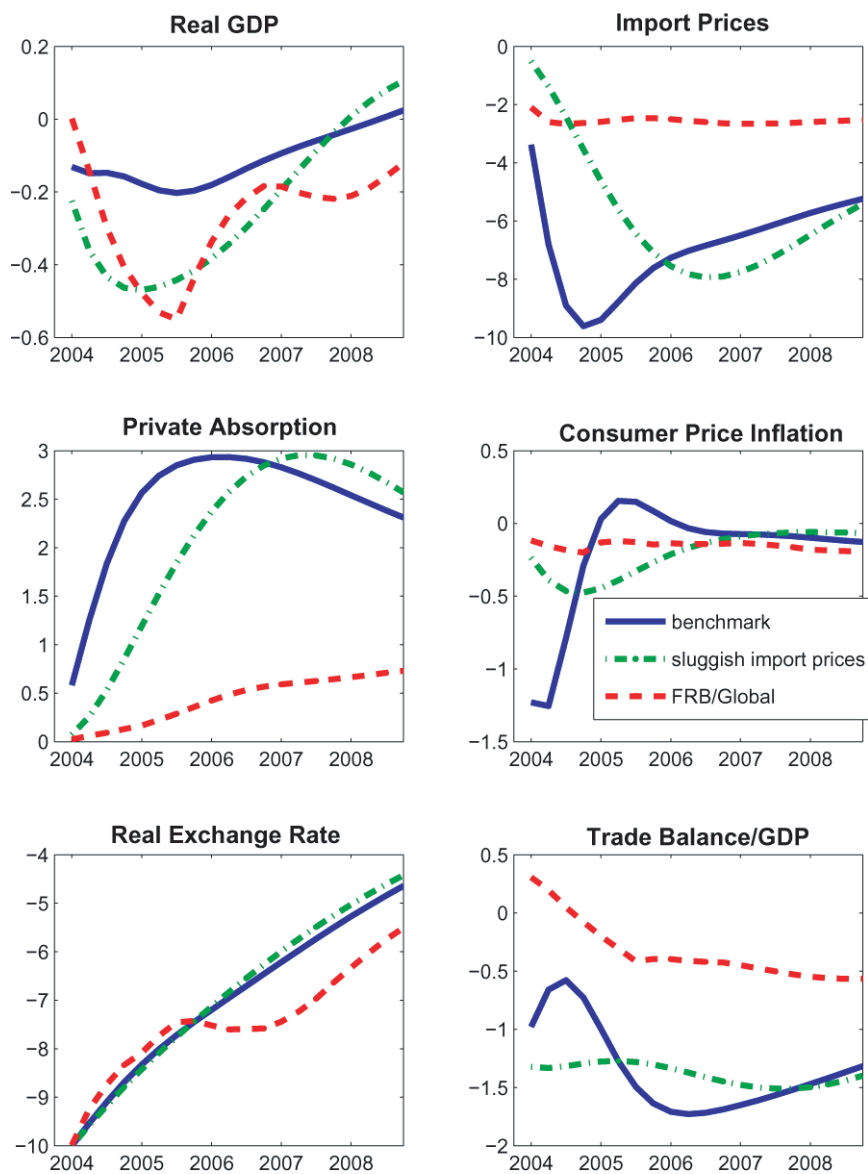 Real GDP
0.2
0
−0.2
−0.4
−0.6
2004 2005 2006 2007 2008
Import Prices
0
−2
−4
−6
−8
−10
2004 2005 2006 2007 2008
Private Absorption
3
2.5
2
1.5
1
0.5
0
2004 2005 2006 2007 2008
Consumer Price Inflation
0.5
0
−0.5
−1
−1.5
benchmark
sluggish import prices
FRB/Global
2004 2005 2006 2007 2008
Real Exchange Rate
−4
−5
−6
−7
−8
−9
−10
2004 2005 2006 2007 2008
Trade Balance/GDP
0.5
0
−0.5
−1
−1.5
−2
2004 2005 2006 2007 2008